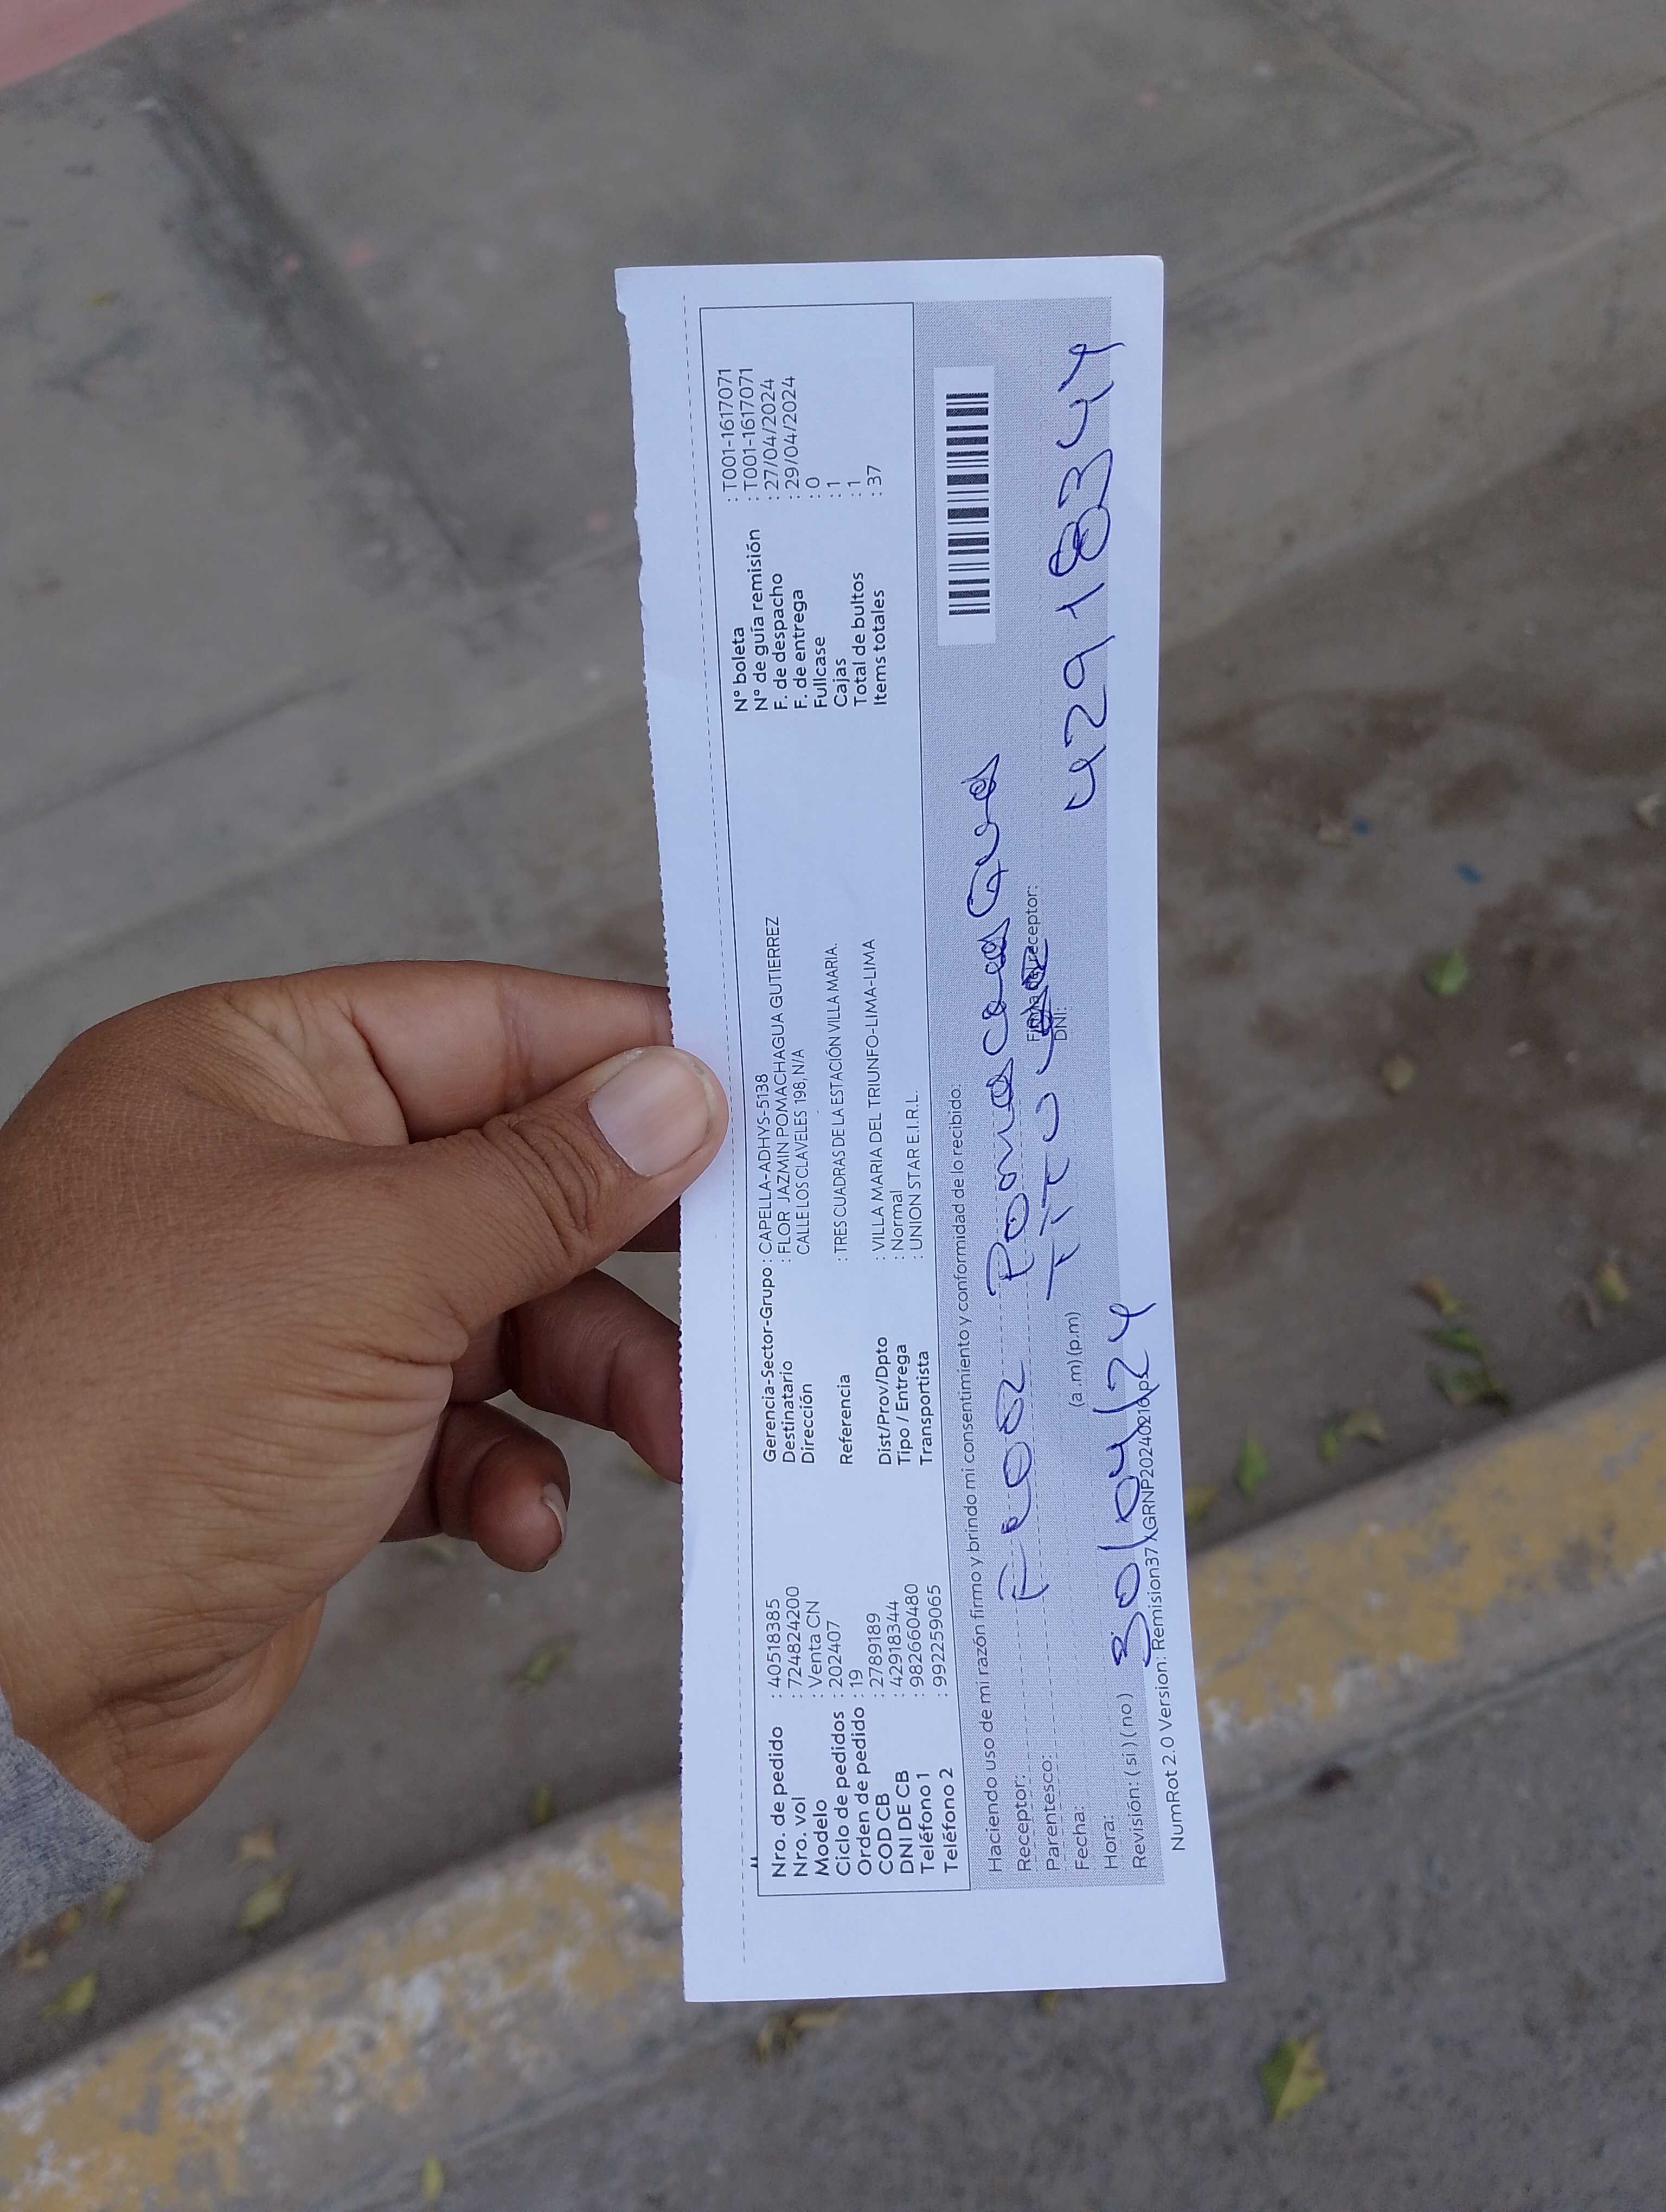 Nro. de pedido : 40518385
Nro. vol : 724824200
Modelo : Venta CN
Ciclo de pedidos : 202407
Orden de pedido : 19
COD CB : 2789189
DNI DE CB : 42918344
Teléfono 1 : 982660480
Teléfono 2 : 992259065
Gerencia-Sector-Grupo : CAPELLA-ADHYS-5138
Destinatario : FLOR JAZMIN POMACHAGUA GUTIERREZ
Dirección CALLE LOS CLAVELES 198, N/A
Referencia : TRES CUADRAS DE LA ESTACIÓN VILLA MARIA.
Dist/Prov/Dpto : VILLA MARIA DEL TRIUNFO-LIMA-LIMA
Tipo / Entrega : Normal
Transportista : UNION STAR E.I.R.L.
N° boleta : T001-1617071
N° de guía remisión : T001-1617071
F. de despacho : 27/04/2024
F. de entrega : 29/04/2024
Fullcase : 0
Cajas : 1
Total de bultos : 1
Items totales : 37
Haciendo uso de mi razón firmo y brindo mi consentimiento y conformidad de lo recibido:
Receptor: Flor
Parentesco: TITU
Fecha: (a .m) (p.m)
Hora: 30/04/24
Revisión: ( si ) ( no )
receptor:
DNI: 42918344
NumRot 2.0 Version: Remision37